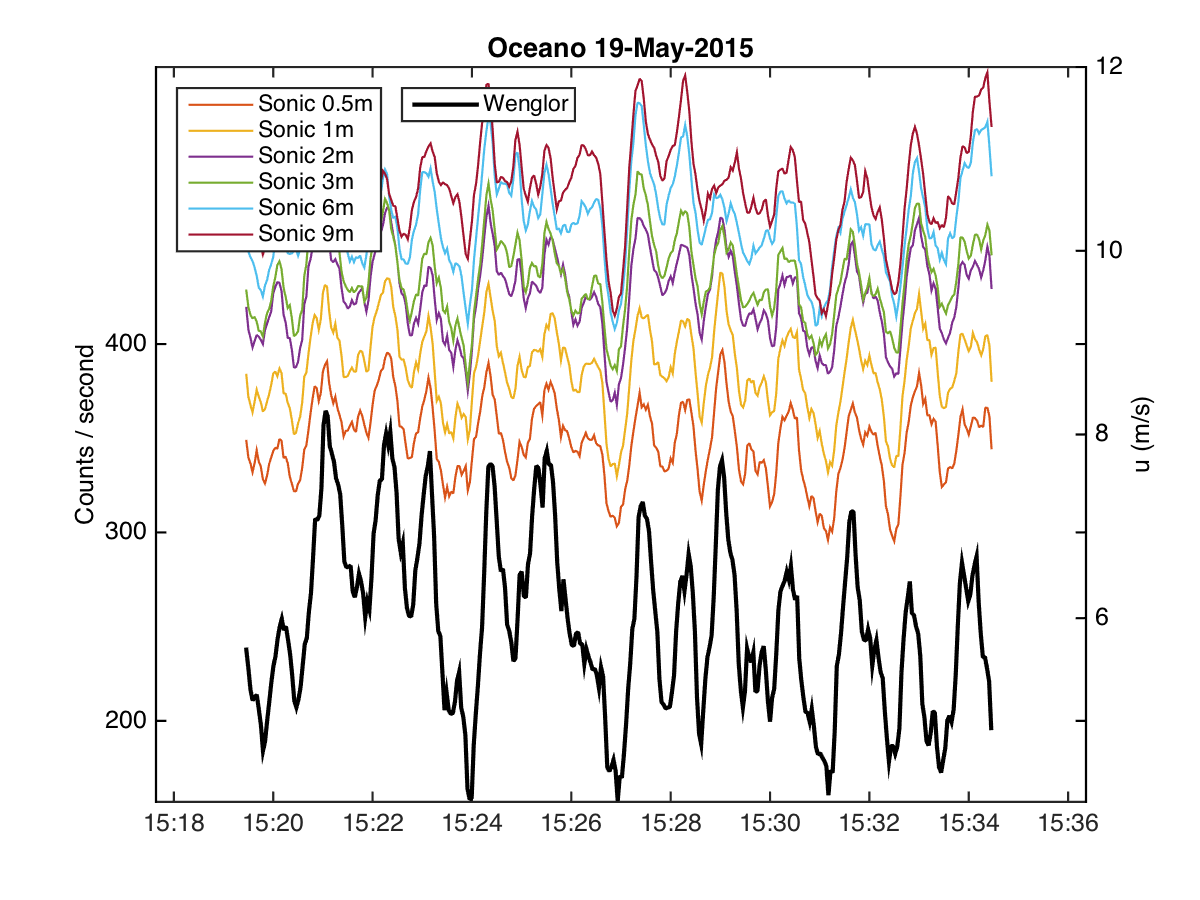 Oceano 19-May-2015
12
Sonic 0.5m
Wenglor
Sonic 1m
Sonic 2m
Sonic 3m
Sonic 6m
Sonic 9m
10
400
8
Counts / second
u (m/s)
300
6
200
15:18 15:20 15:22 15:24 15:26 15:28 15:30 15:32 15:34 15:36